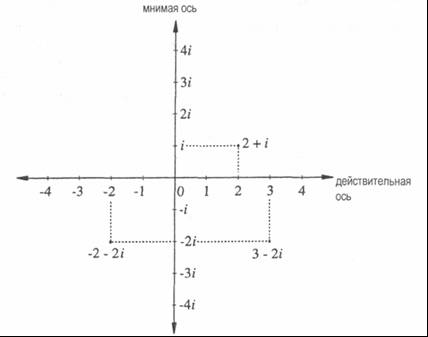 мнимая ось
4i
3i
2i
i
2 + i
-4 -3 -2 -1 0 1 2 3 4
действительная
ось
-i
-2i
-2 - 2i
3 - 2i
-3i
-4i